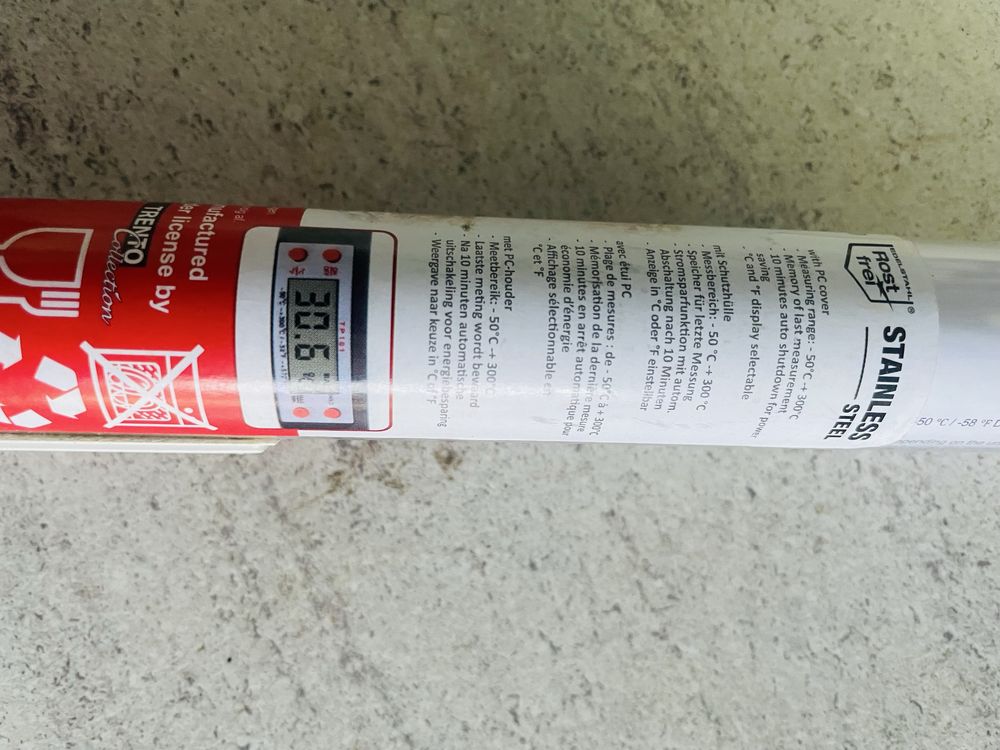 EDELSTAHL®
Rost
frei
STAINLESS
STEEL
with PC cover
- Measuring range: - 50°C → 300°C
- Memory of last measurement
- 10 minutes auto shutdown for power
saving
- °C and °F display selectable
mit Schutzhülle
- Messbereich: - 50 °C → 300 °C
- Speicher für letzte Messung
- Stromsparfunktion mit autom.
Abschaltung nach 10 Minuten
- Anzeige in °C oder °F einstellbar
avec étui PC
- Plage de mesures : de - 50°C à + 300°C
- Mémorisation de la dernière mesure
- 10 minutes en arrêt automatique pour
économie d'énergie
- Affichage sélectionnable en
°C et °F
met PC-houder
- Meetbereik: - 50°C → 300°C
- Laatste meting wordt bewaard
- Na 10 minuten automatische
uitschakeling voor energiebesparing
- Weergave naar keuze in °C of °F
TP101
30.6
license by
TRENTO
Collection
-50 °C / -58 °F